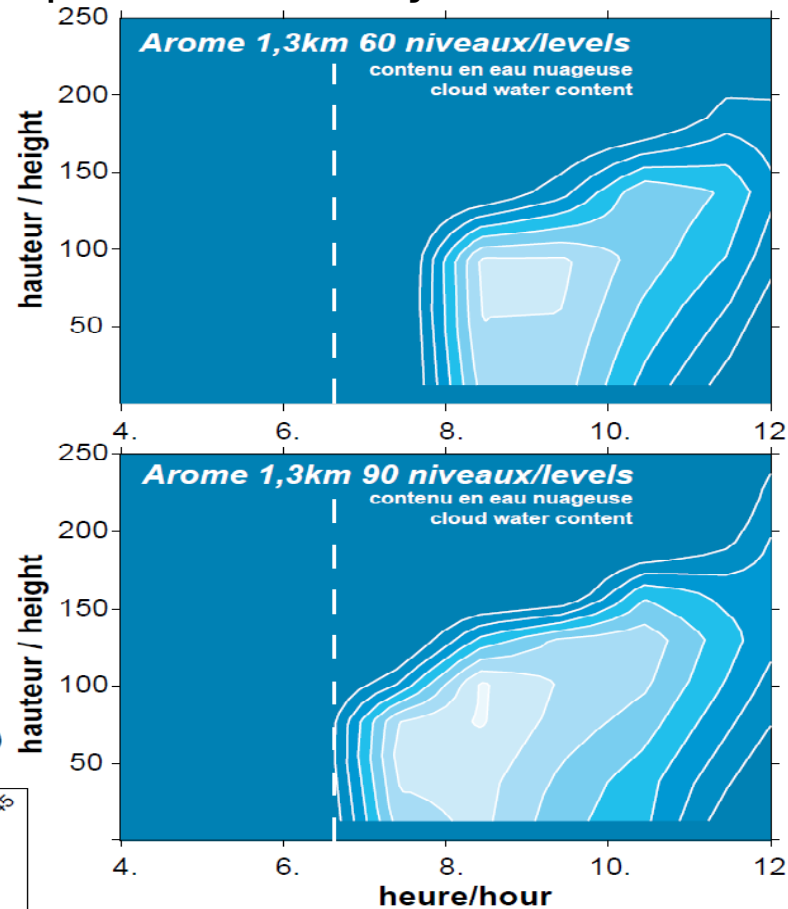 250
Arome 1,3km 60 niveaux/levels
contenu en eau nuageuse
cloud water content
200
150
100
50
hauteur / height
4. 6. 8. 10. 12
250
Arome 1,3km 90 niveaux/levels
contenu en eau nuageuse
cloud water content
200
150
100
50
hauteur / height
4. 6. 8. 10. 12
heure/hour